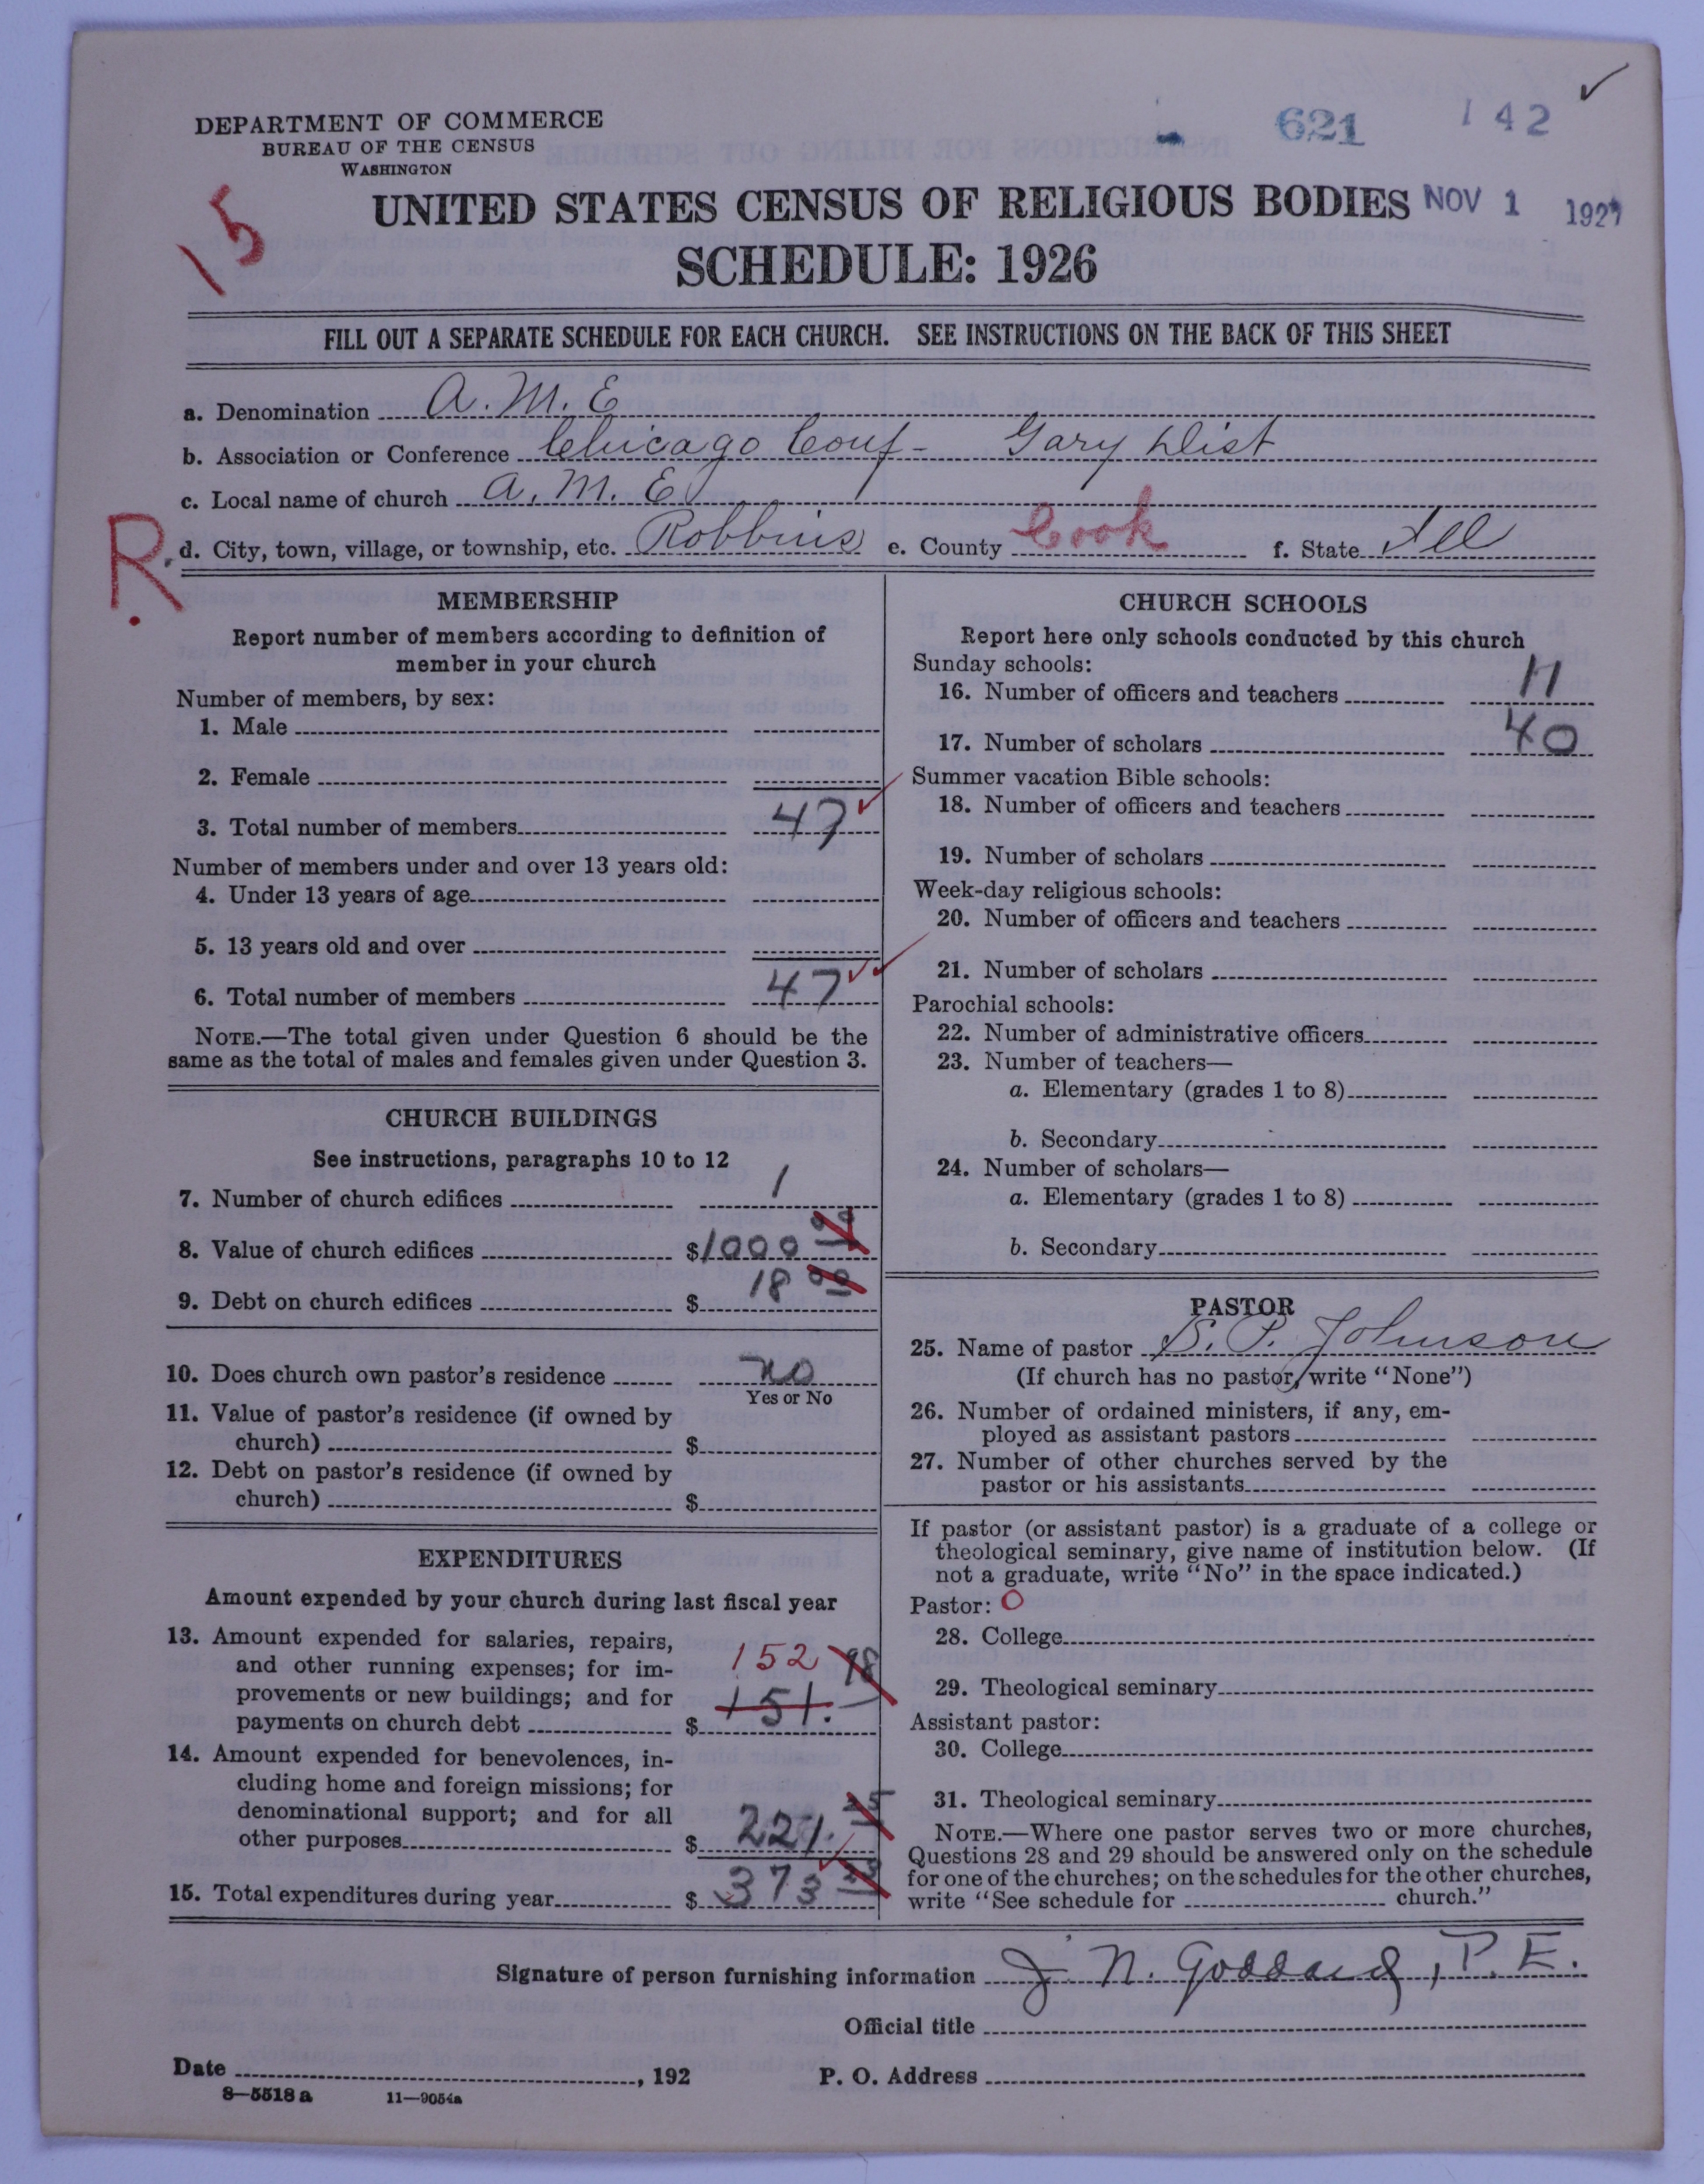 DEPARTMENT OF COMMERCE
BUREAU OF THE CENSUS
WASHINGTON
621
142
15
UNITED STATES CENSUS OF RELIGIOUS BODIES NOV 1 1927
SCHEDULE: 1926
FILL OUT A SEPARATE SCHEDULE FOR EACH CHURCH. SEE INSTRUCTIONS ON THE BACK OF THIS SHEET
a. Denomination A.M.E
b. Association or Conference Chicago Conf- Gary Dist
c. Local name of church A.M.E
R. d. City, town, village, or township, etc. Robbins e. County Cook f. State Ill
MEMBERSHIP
Report number of members according to definition of
member in your church
Number of members, by sex:
1. Male
2. Female
3. Total number of members 47
Number of members under and over 13 years old:
4. Under 13 years of age
5. 13 years old and over
6. Total number of members 47
NOTE.—The total given under Question 6 should be the
same as the total of males and females given under Question 3.
CHURCH BUILDINGS
See instructions, paragraphs 10 to 12
7. Number of church edifices 1
8. Value of church edifices $1000 00
9. Debt on church edifices $ 18 00
10. Does church own pastor's residence no
Yes or No
11. Value of pastor's residence (if owned by
church) $
12. Debt on pastor's residence (if owned by
church) $
EXPENDITURES
Amount expended by your church during last fiscal year
13. Amount expended for salaries, repairs,
and other running expenses; for im-
provements or new buildings; and for
payments on church debt $ 152 151. 98
14. Amount expended for benevolences, in-
cluding home and foreign missions; for
denominational support; and for all
other purposes $ 221. 25
15. Total expenditures during year $ 373 23
CHURCH SCHOOLS
Report here only schools conducted by this church
Sunday schools:
16. Number of officers and teachers 11
17. Number of scholars 40
Summer vacation Bible schools:
18. Number of officers and teachers
19. Number of scholars
Week-day religious schools:
20. Number of officers and teachers
21. Number of scholars
Parochial schools:
22. Number of administrative officers
23. Number of teachers—
a. Elementary (grades 1 to 8)
b. Secondary
24. Number of scholars—
a. Elementary (grades 1 to 8)
b. Secondary
PASTOR
25. Name of pastor S. P. Johnson
(If church has no pastor, write "None")
26. Number of ordained ministers, if any, em-
ployed as assistant pastors
27. Number of other churches served by the
pastor or his assistants
If pastor (or assistant pastor) is a graduate of a college or
theological seminary, give name of institution below. (If
not a graduate, write "No" in the space indicated.)
Pastor: O
28. College
29. Theological seminary
Assistant pastor:
30. College
31. Theological seminary
NOTE.—Where one pastor serves two or more churches,
Questions 28 and 29 should be answered only on the schedule
for one of the churches; on the schedules for the other churches,
write "See schedule for church."
Signature of person furnishing information J. N. Goddard, P.E.
Official title
Date , 192 P. O. Address
8—5518 a 11—9054a